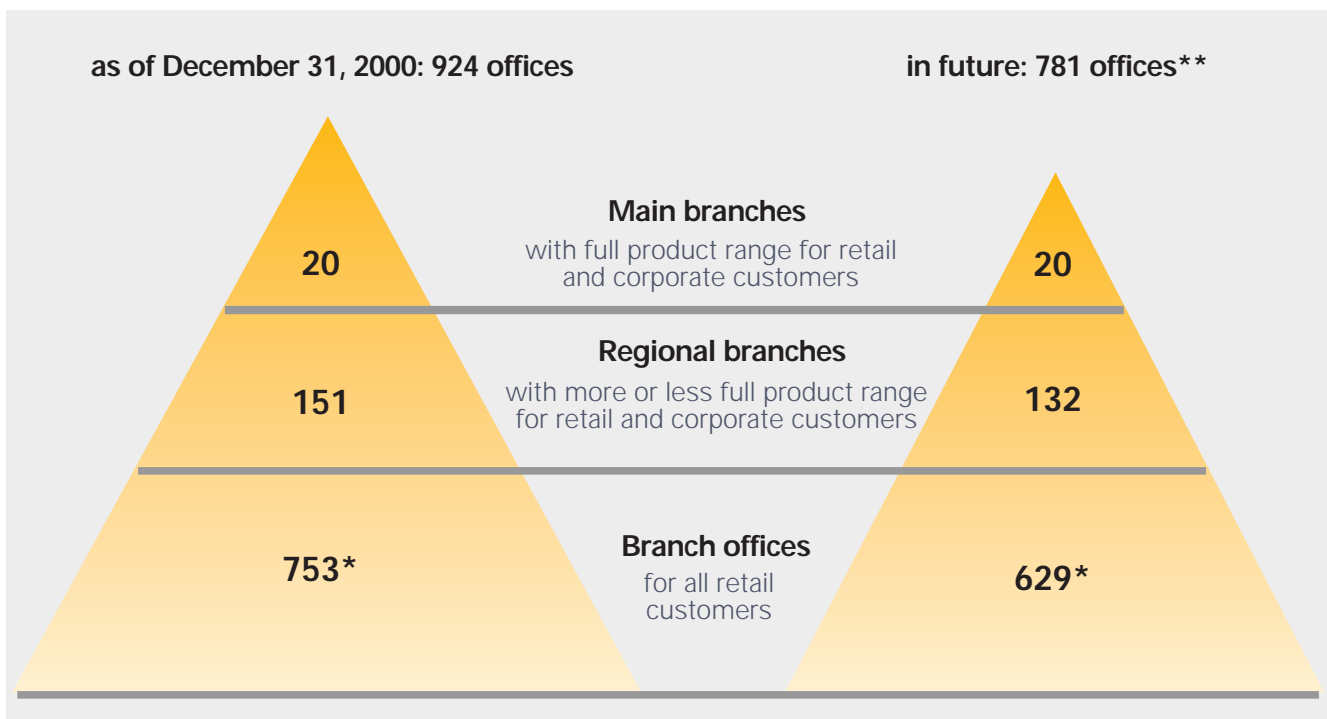 as of December 31, 2000: 924 offices
in future: 781 offices**
Main branches
with full product range for retail
and corporate customers
20
20
Regional branches
with more or less full product range
for retail and corporate customers
151
132
Branch offices
for all retail
customers
753*
629*